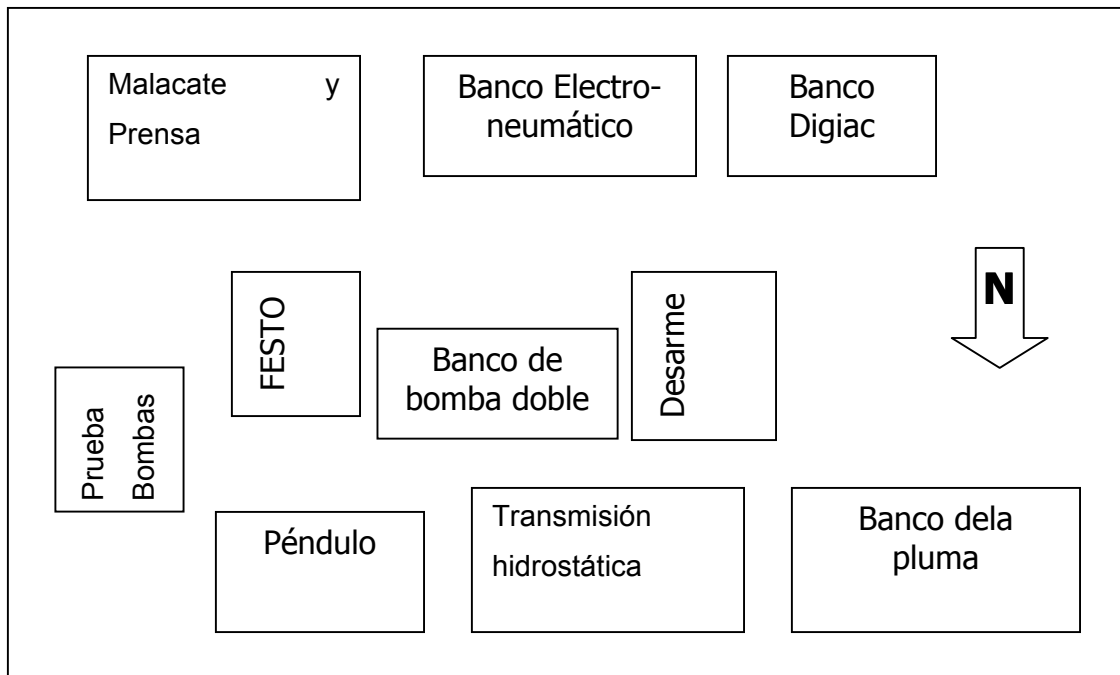 Malacate y
Prensa
Banco Electro-
neumático
Banco
Digiac
N
FESTO
Banco de
bomba doble
Desarme
Prueba
Bombas
Péndulo
Transmisión
hidrostática
Banco dela
pluma